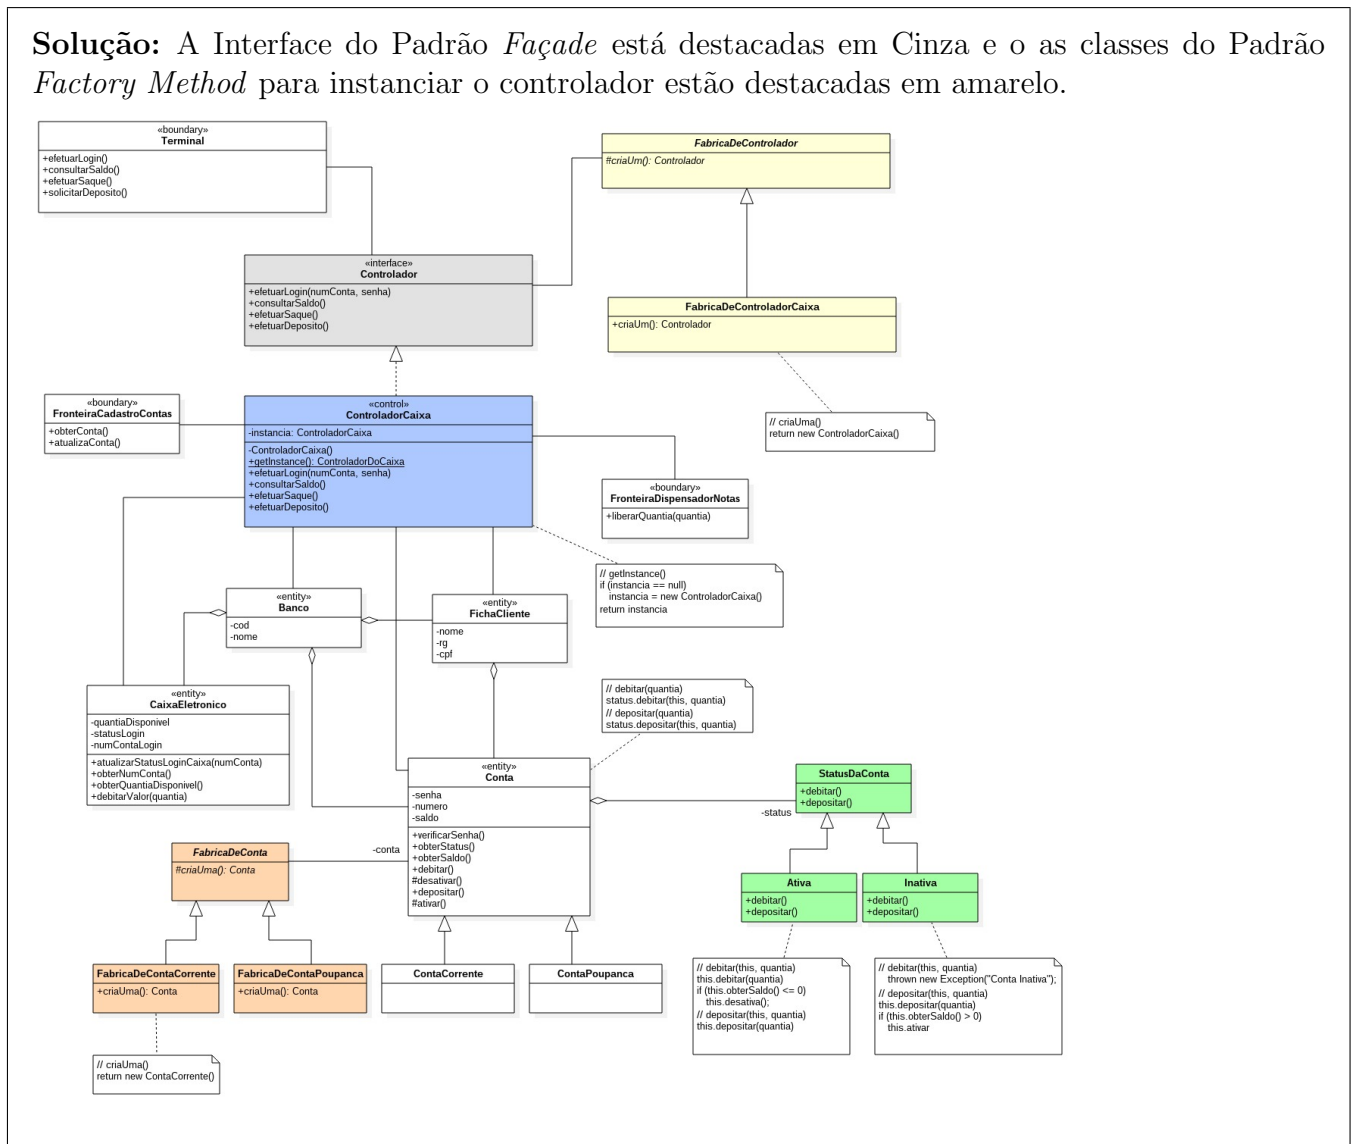 Solução: A Interface do Padrão Façade está destacadas em Cinza e o as classes do Padrão
Factory Method para instanciar o controlador estão destacadas em amarelo.
«boundary»
Terminal
+efetuarLogin()
+consultarSaldo()
+efetuarSaque()
+solicitarDeposito()
FabricaDeControlador
#criaUm(): Controlador
«interface»
Controlador
+efetuarLogin(numConta, senha)
+consultarSaldo()
+efetuarSaque()
+efetuarDeposito()
FabricaDeControladorCaixa
+criaUm(): Controlador
// criaUma()
return new ControladorCaixa()
«boundary»
FronteiraCadastroContas
+obterConta()
+atualizaConta()
«control»
ControladorCaixa
-instancia: ControladorCaixa
-ControladorCaixa()
+getInstance(): ControladorDoCaixa
+efetuarLogin(numConta, senha)
+consultarSaldo()
+efetuarSaque()
+efetuarDeposito()
«boundary»
FronteiraDispensadorNotas
+liberarQuantia(quantia)
// getInstance()
if (instancia == null)
instancia = new ControladorCaixa()
return instancia
«entity»
Banco
-cod
-nome
«entity»
FichaCliente
-nome
-rg
-cpf
«entity»
CaixaEletronico
-quantiaDisponivel
-statusLogin
-numContaLogin
+atualizarStatusLoginCaixa(numConta)
+obterNumConta()
+obterQuantiaDisponivel()
+debitarValor(quantia)
// debitar(quantia)
status.debitar(this, quantia)
// depositar(quantia)
status.depositar(this, quantia)
«entity»
Conta
-senha
-numero
-saldo
+verificarSenha()
+obterStatus()
+obterSaldo()
+debitar()
#desativar()
+depositar()
#ativar()
-status
StatusDaConta
+debitar()
+depositar()
-conta
FabricaDeConta
#criaUma(): Conta
Ativa
+debitar()
+depositar()
Inativa
+debitar()
+depositar()
FabricaDeContaCorrente
+criaUma(): Conta
FabricaDeContaPoupanca
+criaUma(): Conta
ContaCorrente
ContaPoupanca
// debitar(this, quantia)
this.debitar(quantia)
if (this.obterSaldo() <= 0)
this.desativa();
// depositar(this, quantia)
this.depositar(quantia)
// debitar(this, quantia)
thrown new Exception("Conta Inativa");
// depositar(this, quantia)
this.depositar(quantia)
if (this.obterSaldo() > 0)
this.ativar
// criaUma()
return new ContaCorrente()